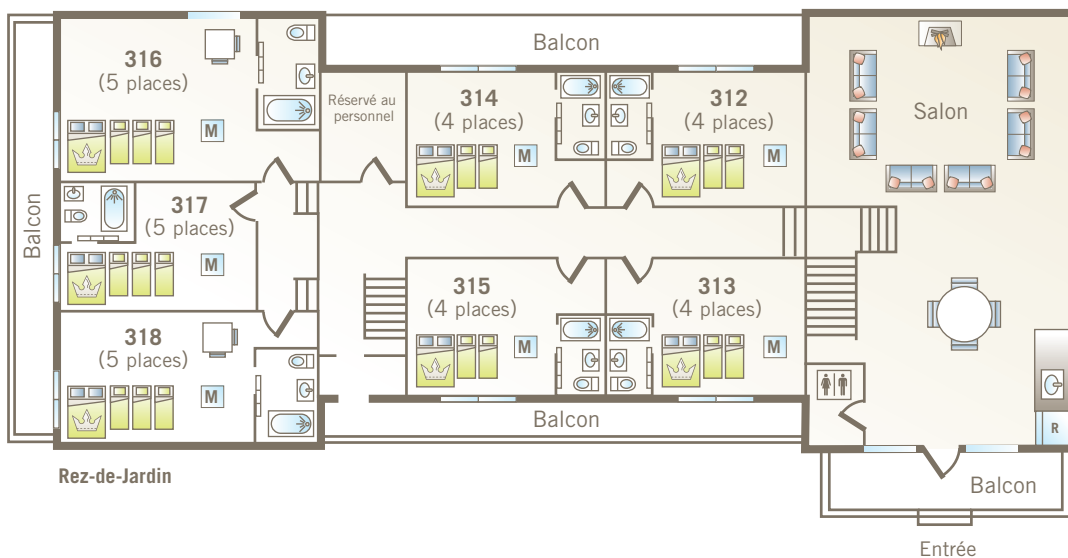 Balcon
316
(5 places)
M
Réservé au
personnel
314
(4 places)
M
312
(4 places)
M
Salon
Balcon
317
(5 places)
M
315
(4 places)
M
313
(4 places)
M
318
(5 places)
M
R
Balcon
Rez-de-Jardin
Balcon
Entrée